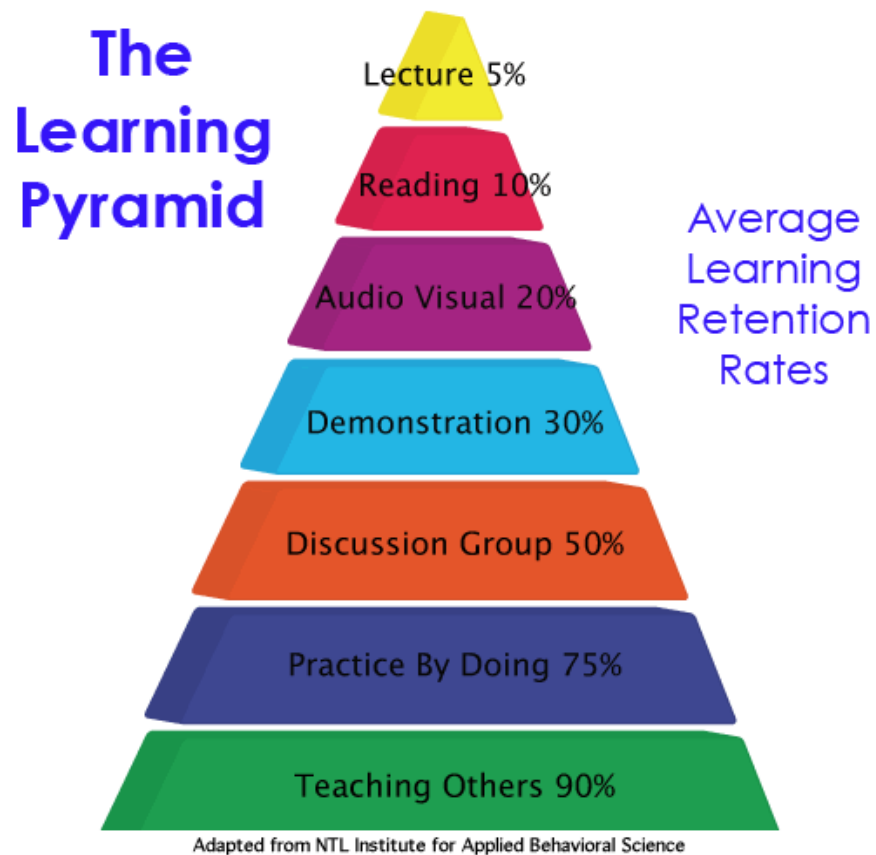 The
Learning
Pyramid
Lecture 5%
Reading 10%
Audio Visual 20%
Average
Learning
Retention
Rates
Demonstration 30%
Discussion Group 50%
Practice By Doing 75%
Teaching Others 90%
Adapted from NTL Institute for Applied Behavioral Science